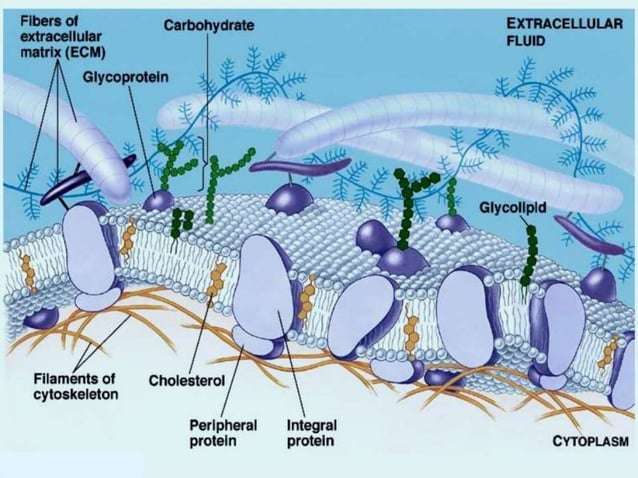 Fibers of
extracellular
matrix (ECM)
Carbohydrate
EXTRACELLULAR
FLUID
Glycoprotein
Glycolipid
Filaments of
cytoskeleton
Cholesterol
Peripheral
protein
Integral
protein
CYTOPLASM